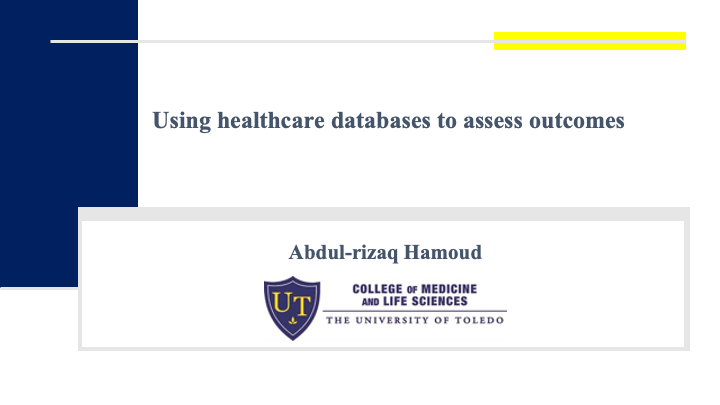 Using healthcare databases to assess outcomes
Abdul-rizaq Hamoud
UT
COLLEGE OF MEDICINE
AND LIFE SCIENCES
THE UNIVERSITY OF TOLEDO